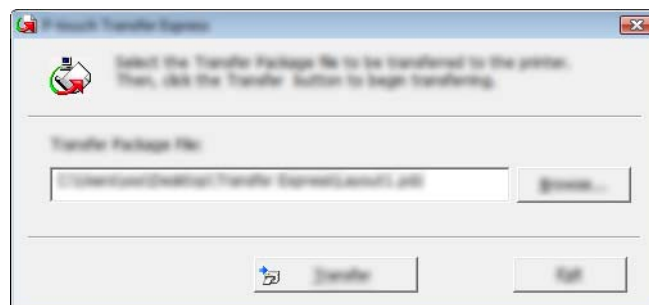 P-touch Transfer Express
Select the Transfer Package file to be transferred to the printer.
Then, click the Transfer button to begin transferring.
Transfer Package File:
Browse...
Transfer
Exit